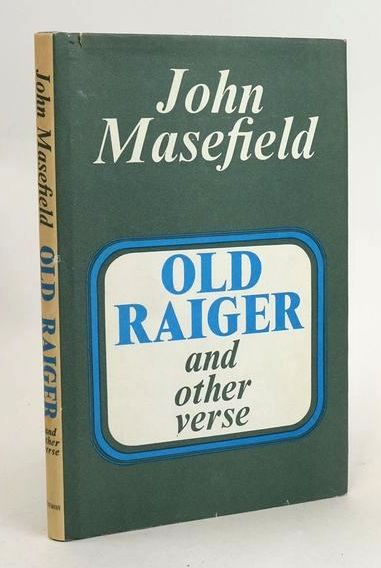 John
Masefield
OLD
RAIGER
and
other
verse
John Masefield OLD RAIGER
and
other
verse